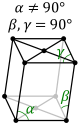 α ≠ 90°
β, γ = 90°
γ
β
α